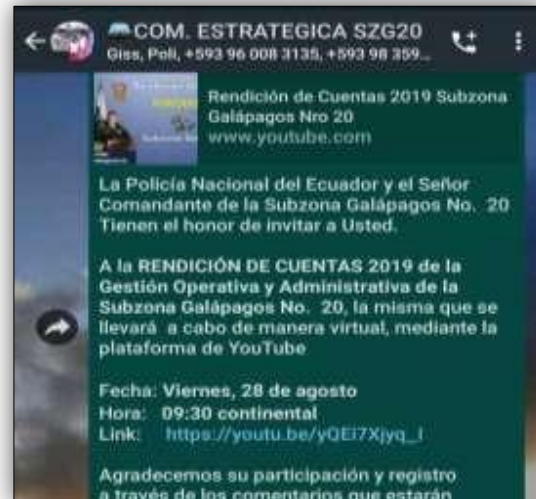 COM. ESTRATEGICA SZG20
Giss, Poli, +593 96 008 3135, +593 98 359...
Rendición de Cuentas 2019 Subzona
Galápagos Nro 20
www.youtube.com
La Policía Nacional del Ecuador y el Señor
Comandante de la Subzona Galápagos No. 20
Tienen el honor de invitar a Usted.
A la RENDICIÓN DE CUENTAS 2019 de la
Gestión Operativa y Administrativa de la
Subzona Galápagos No. 20, la misma que se
llevará a cabo de manera virtual, mediante la
plataforma de YouTube
Fecha: Viernes, 28 de agosto
Hora: 09:30 continental
Link: https://youtu.be/yQEi7Xjyq_I
Agradecemos su participación y registro
a través de los comentarios que estarán